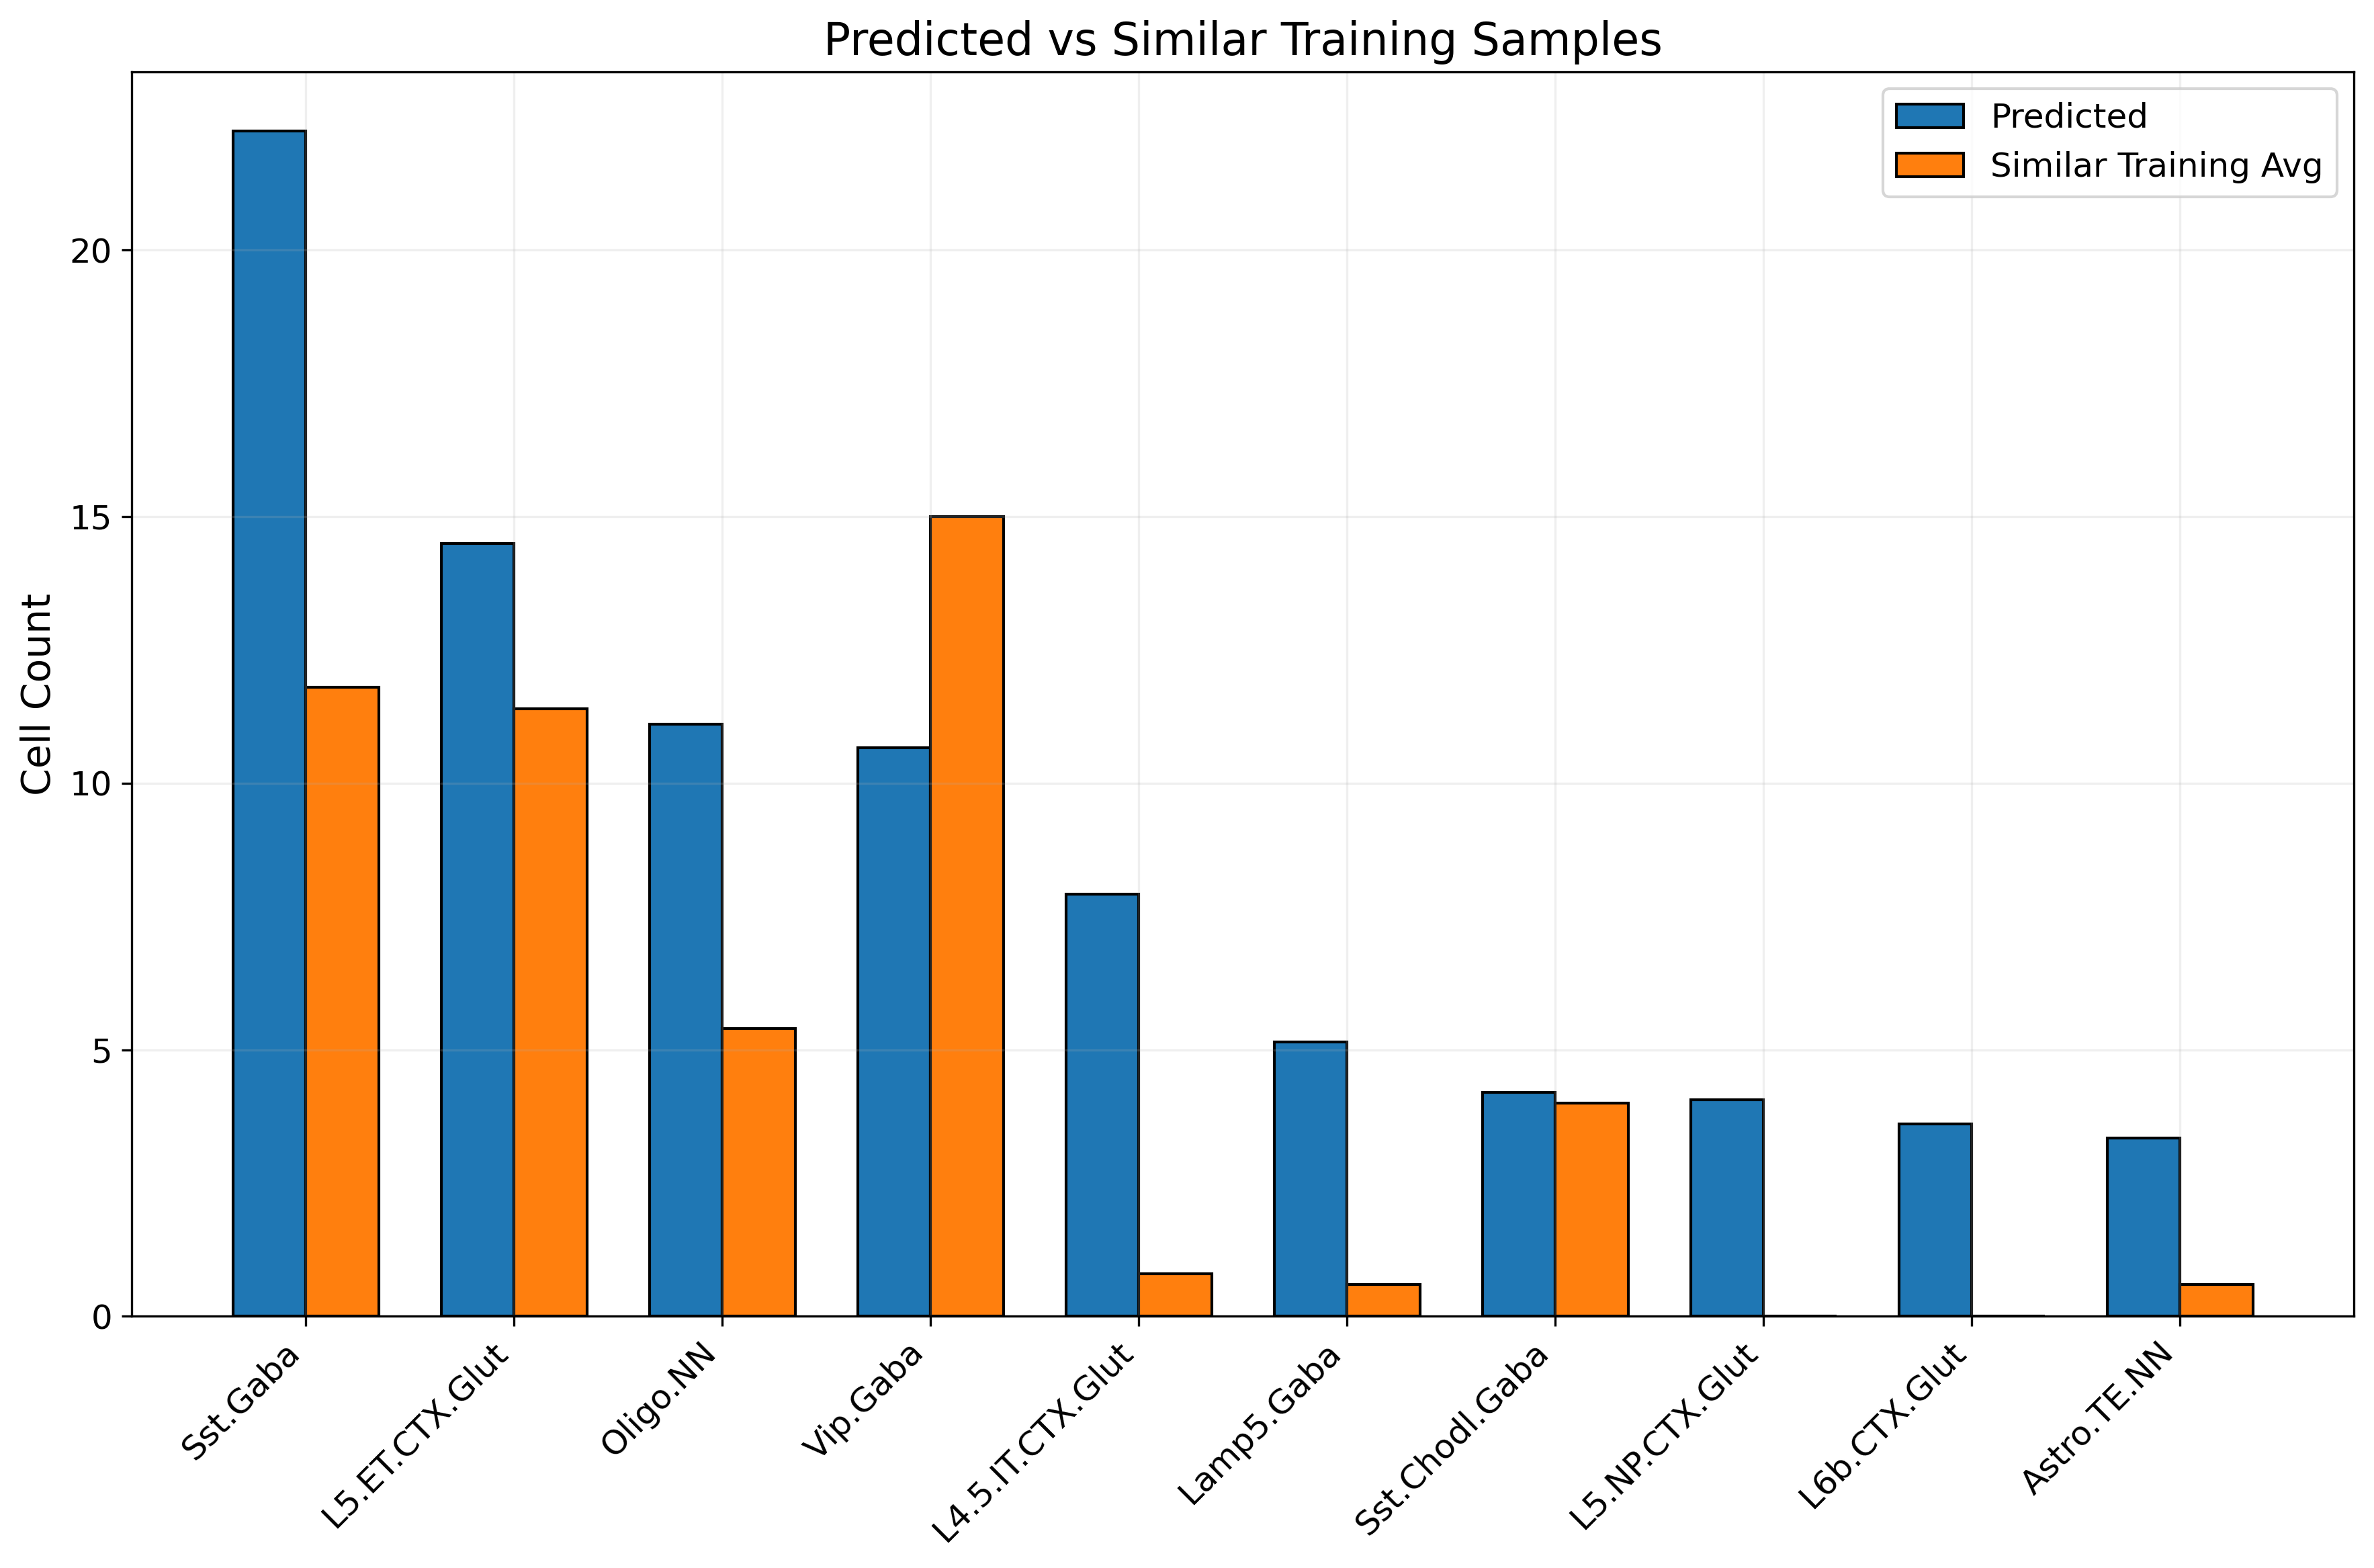 Predicted vs Similar Training Samples
Predicted
Similar Training Avg
Cell Count
20
15
10
5
0
Sst.Gaba
L5.ET.CTX.Glut
Oligo.NN
Vip.Gaba
L4.5.IT.CTX.Glut
Lamp5.Gaba
Sst.Chodl.Gaba
L5.NP.CTX.Glut
L6b.CTX.Glut
Astro.TE.NN